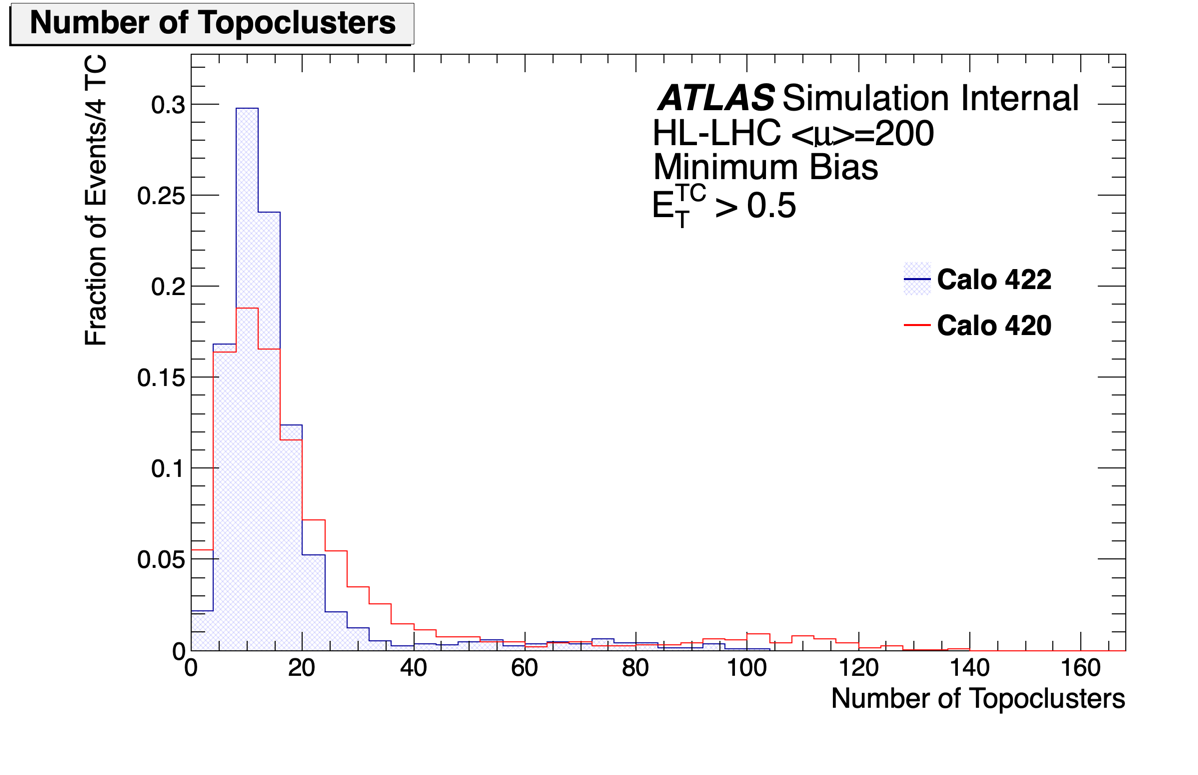 Number of Topoclusters
Fraction of Events/4 TC
0.3
0.25
0.2
0.15
0.1
0.05
0
ATLAS Simulation Internal
HL-LHC <μ>=200
Minimum Bias
E_T^TC > 0.5
Calo 422
Calo 420
0 20 40 60 80 100 120 140 160
Number of Topoclusters